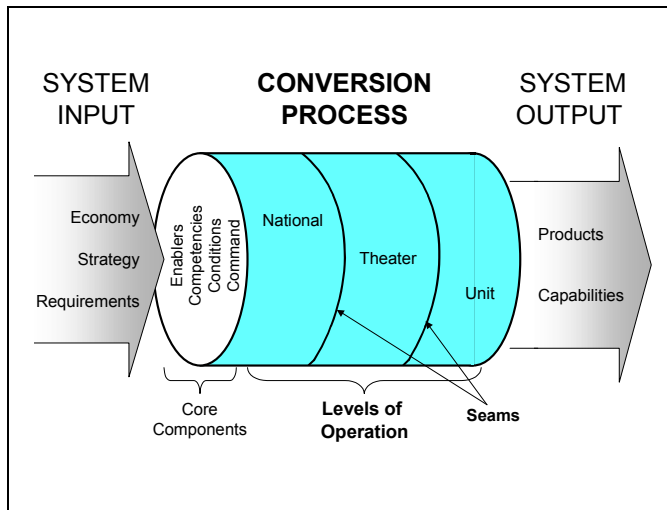 SYSTEM
INPUT
CONVERSION
PROCESS
SYSTEM
OUTPUT
Economy
Strategy
Requirements
Enablers
Competencies
Conditions
Command
National
Theater
Unit
Products
Capabilities
Core
Components
Levels of
Operation
Seams